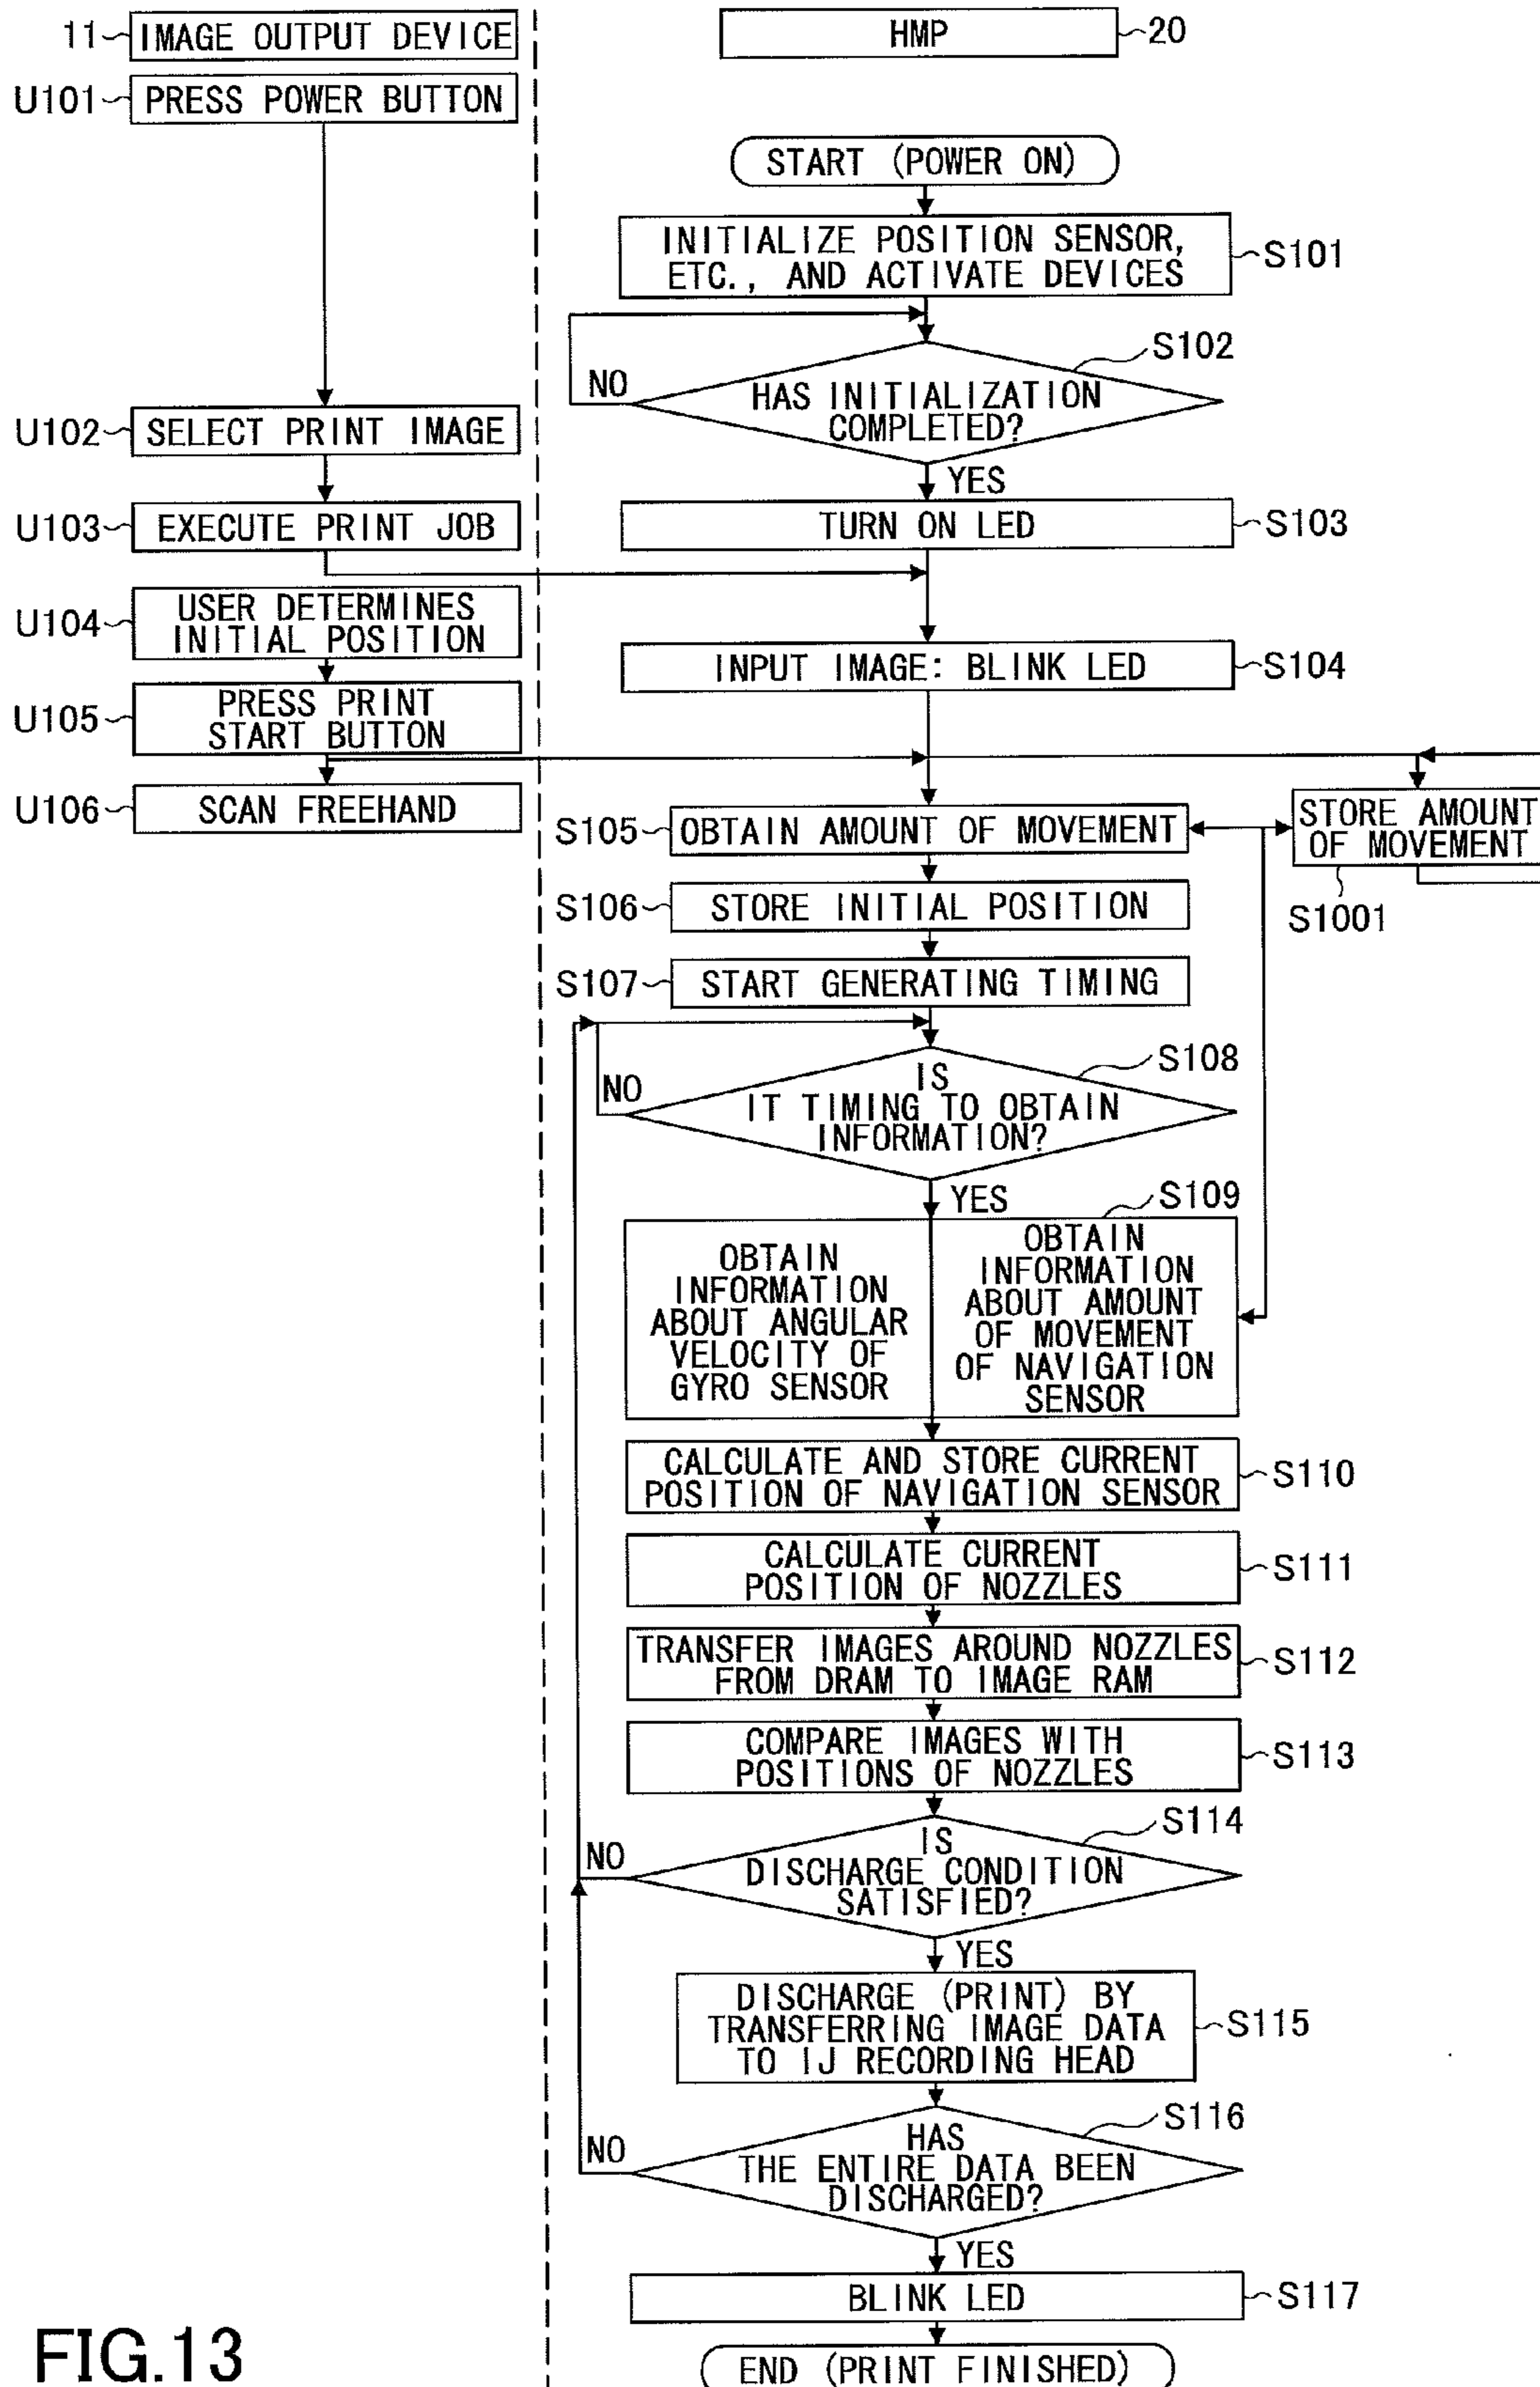 11
IMAGE OUTPUT DEVICE
HMP
20
U101
PRESS POWER BUTTON
START (POWER ON)
INITIALIZE POSITION SENSOR,
ETC., AND ACTIVATE DEVICES
S101
S102
NO
HAS INITIALIZATION
COMPLETED?
YES
U102
SELECT PRINT IMAGE
U103
EXECUTE PRINT JOB
TURN ON LED
S103
U104
USER DETERMINES
INITIAL POSITION
INPUT IMAGE: BLINK LED
S104
U105
PRESS PRINT
START BUTTON
U106
SCAN FREEHAND
S105
OBTAIN AMOUNT OF MOVEMENT
STORE AMOUNT
OF MOVEMENT
S1001
S106
STORE INITIAL POSITION
S107
START GENERATING TIMING
S108
NO
IS
IT TIMING TO OBTAIN
INFORMATION?
YES
S109
OBTAIN
INFORMATION
ABOUT ANGULAR
VELOCITY OF
GYRO SENSOR
OBTAIN
INFORMATION
ABOUT AMOUNT
OF MOVEMENT
OF NAVIGATION
SENSOR
CALCULATE AND STORE CURRENT
POSITION OF NAVIGATION SENSOR
S110
CALCULATE CURRENT
POSITION OF NOZZLES
S111
TRANSFER IMAGES AROUND NOZZLES
FROM DRAM TO IMAGE RAM
S112
COMPARE IMAGES WITH
POSITIONS OF NOZZLES
S113
S114
NO
IS
DISCHARGE CONDITION
SATISFIED?
YES
DISCHARGE (PRINT) BY
TRANSFERRING IMAGE DATA
TO IJ RECORDING HEAD
S115
S116
NO
HAS
THE ENTIRE DATA BEEN
DISCHARGED?
YES
BLINK LED
S117
END (PRINT FINISHED)
FIG.13